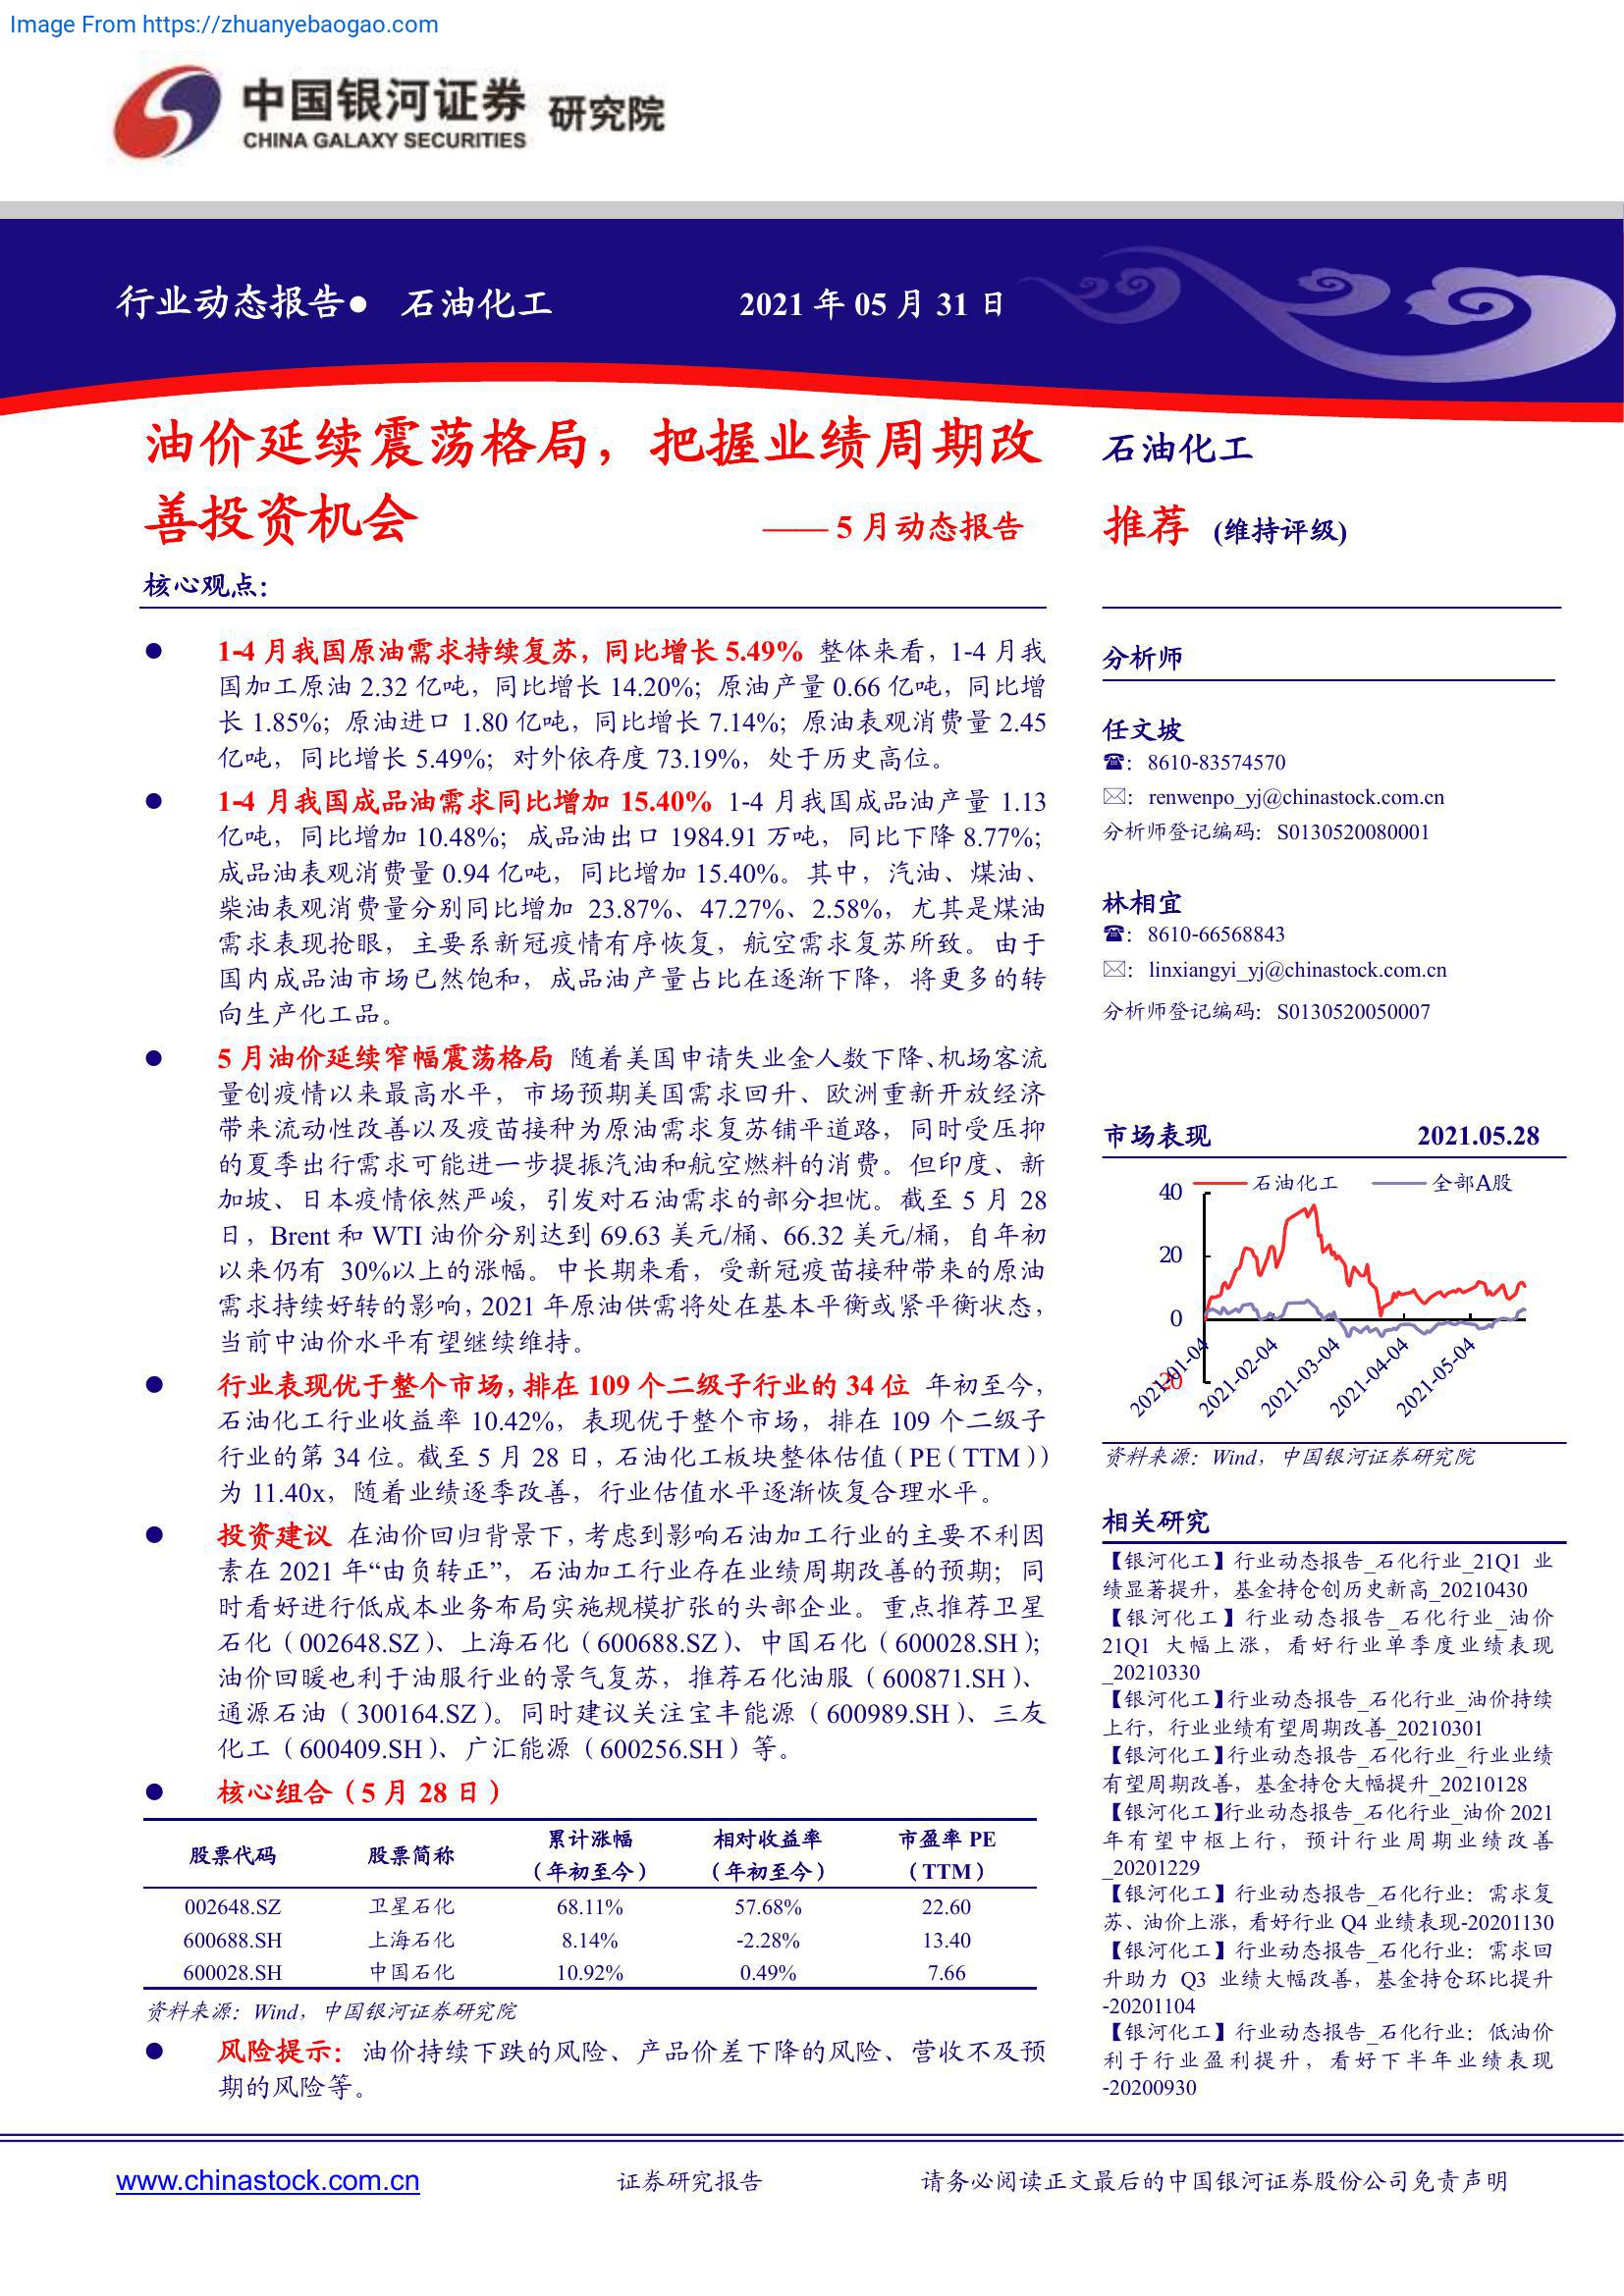 Image From https://zhuanyebaogao.com
中国银河证券 研究院
CHINA GALAXY SECURITIES
行业动态报告● 石油化工 2021 年 05 月 31 日
油价延续震荡格局，把握业绩周期改
善投资机会
—— 5 月动态报告
核心观点：
● 1-4 月我国原油需求持续复苏，同比增长 5.49% 整体来看，1-4 月我
国加工原油 2.32 亿吨，同比增长 14.20%；原油产量 0.66 亿吨，同比增
长 1.85%；原油进口 1.80 亿吨，同比增长 7.14%；原油表观消费量 2.45
亿吨，同比增长 5.49%；对外依存度 73.19%，处于历史高位。
● 1-4 月我国成品油需求同比增加 15.40% 1-4 月我国成品油产量 1.13
亿吨，同比增加 10.48%；成品油出口 1984.91 万吨，同比下降 8.77%；
成品油表观消费量 0.94 亿吨，同比增加 15.40%。其中，汽油、煤油、
柴油表观消费量分别同比增加 23.87%、47.27%、2.58%，尤其是煤油
需求表现抢眼，主要系新冠疫情有序恢复，航空需求复苏所致。由于
国内成品油市场已然饱和，成品油产量占比在逐渐下降，将更多的转
向生产化工品。
● 5 月油价延续窄幅震荡格局 随着美国申请失业金人数下降、机场客流
量创疫情以来最高水平，市场预期美国需求回升、欧洲重新开放经济
带来流动性改善以及疫苗接种为原油需求复苏铺平道路，同时受压抑
的夏季出行需求可能进一步提振汽油和航空燃料的消费。但印度、新
加坡、日本疫情依然严峻，引发对石油需求的部分担忧。截至 5 月 28
日，Brent 和 WTI 油价分别达到 69.63 美元/桶、66.32 美元/桶，自年初
以来仍有 30%以上的涨幅。中长期来看，受新冠疫苗接种带来的原油
需求持续好转的影响，2021 年原油供需将处在基本平衡或紧平衡状态，
当前中油价水平有望继续维持。
● 行业表现优于整个市场，排在 109 个二级子行业的 34 位 年初至今，
石油化工行业收益率 10.42%，表现优于整个市场，排在 109 个二级子
行业的第 34 位。截至 5 月 28 日，石油化工板块整体估值（PE（TTM））
为 11.40x，随着业绩逐季改善，行业估值水平逐渐恢复合理水平。
● 投资建议 在油价回归背景下，考虑到影响石油加工行业的主要不利因
素在 2021 年“由负转正”，石油加工行业存在业绩周期改善的预期；同
时看好进行低成本业务布局实施规模扩张的头部企业。重点推荐卫星
石化（002648.SZ）、上海石化（600688.SZ）、中国石化（600028.SH）；
油价回暖也利于油服行业的景气复苏，推荐石化油服（600871.SH）、
通源石油（300164.SZ）。同时建议关注宝丰能源（600989.SH）、三友
化工（600409.SH）、广汇能源（600256.SH）等。
● 核心组合（5 月 28 日）
股票代码 股票简称 累计涨幅（年初至今） 相对收益率（年初至今） 市盈率 PE（TTM）
002648.SZ 卫星石化 68.11% 57.68% 22.60
600688.SH 上海石化 8.14% -2.28% 13.40
600028.SH 中国石化 10.92% 0.49% 7.66
资料来源：Wind，中国银河证券研究院
● 风险提示：油价持续下跌的风险、产品价差下降的风险、营收不及预
期的风险等。
石油化工
推荐 (维持评级)
分析师
任文坡
☎：8610-83574570
✉：renwenpo_yj@chinastock.com.cn
分析师登记编码：S0130520080001
林相宜
☎：8610-66568843
✉：linxiangyi_yj@chinastock.com.cn
分析师登记编码：S0130520050007
市场表现 2021.05.28
石油化工 全部A股
40
20
0
-20
2021-01-04 2021-02-04 2021-03-04 2021-04-04 2021-05-04
资料来源：Wind，中国银河证券研究院
相关研究
【银河化工】行业动态报告_石化行业_21Q1 业
绩显著提升，基金持仓创历史新高_20210430
【银河化工】行业动态报告_石化行业_油价
21Q1 大幅上涨，看好行业单季度业绩表现
_20210330
【银河化工】行业动态报告_石化行业_油价持续
上行，行业业绩有望周期改善_20210301
【银河化工】行业动态报告_石化行业_行业业绩
有望周期改善，基金持仓大幅提升_20210128
【银河化工】行业动态报告_石化行业_油价 2021
年有望中枢上行，预计行业周期业绩改善
_20201229
【银河化工】行业动态报告_石化行业：需求复
苏、油价上涨，看好行业 Q4 业绩表现-20201130
【银河化工】行业动态报告_石化行业：需求回
升助力 Q3 业绩大幅改善，基金持仓环比提升
-20201104
【银河化工】行业动态报告_石化行业：低油价
利于行业盈利提升，看好下半年业绩表现
-20200930
www.chinastock.com.cn 证券研究报告 请务必阅读正文最后的中国银河证券股份公司免责声明